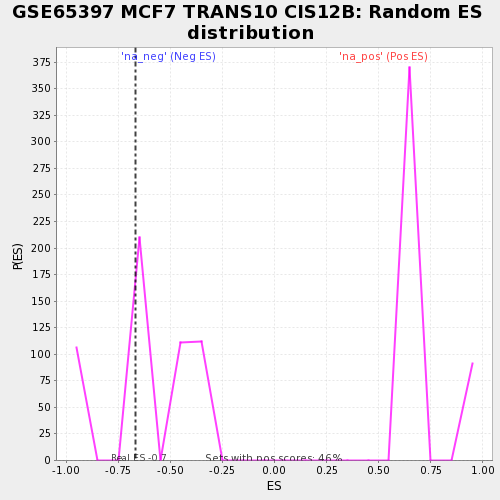 GSE65397 MCF7 TRANS10 CIS12B: Random ES
distribution
'na_neg' (Neg ES)
'na_pos' (Pos ES)
375
350
325
300
275
250
225
200
175
150
125
100
75
50
25
0
P(ES)
Real ES -0.7
Sets with pos scores: 46%
-1.00 -0.75 -0.50 -0.25 0.00 0.25 0.50 0.75 1.00
ES